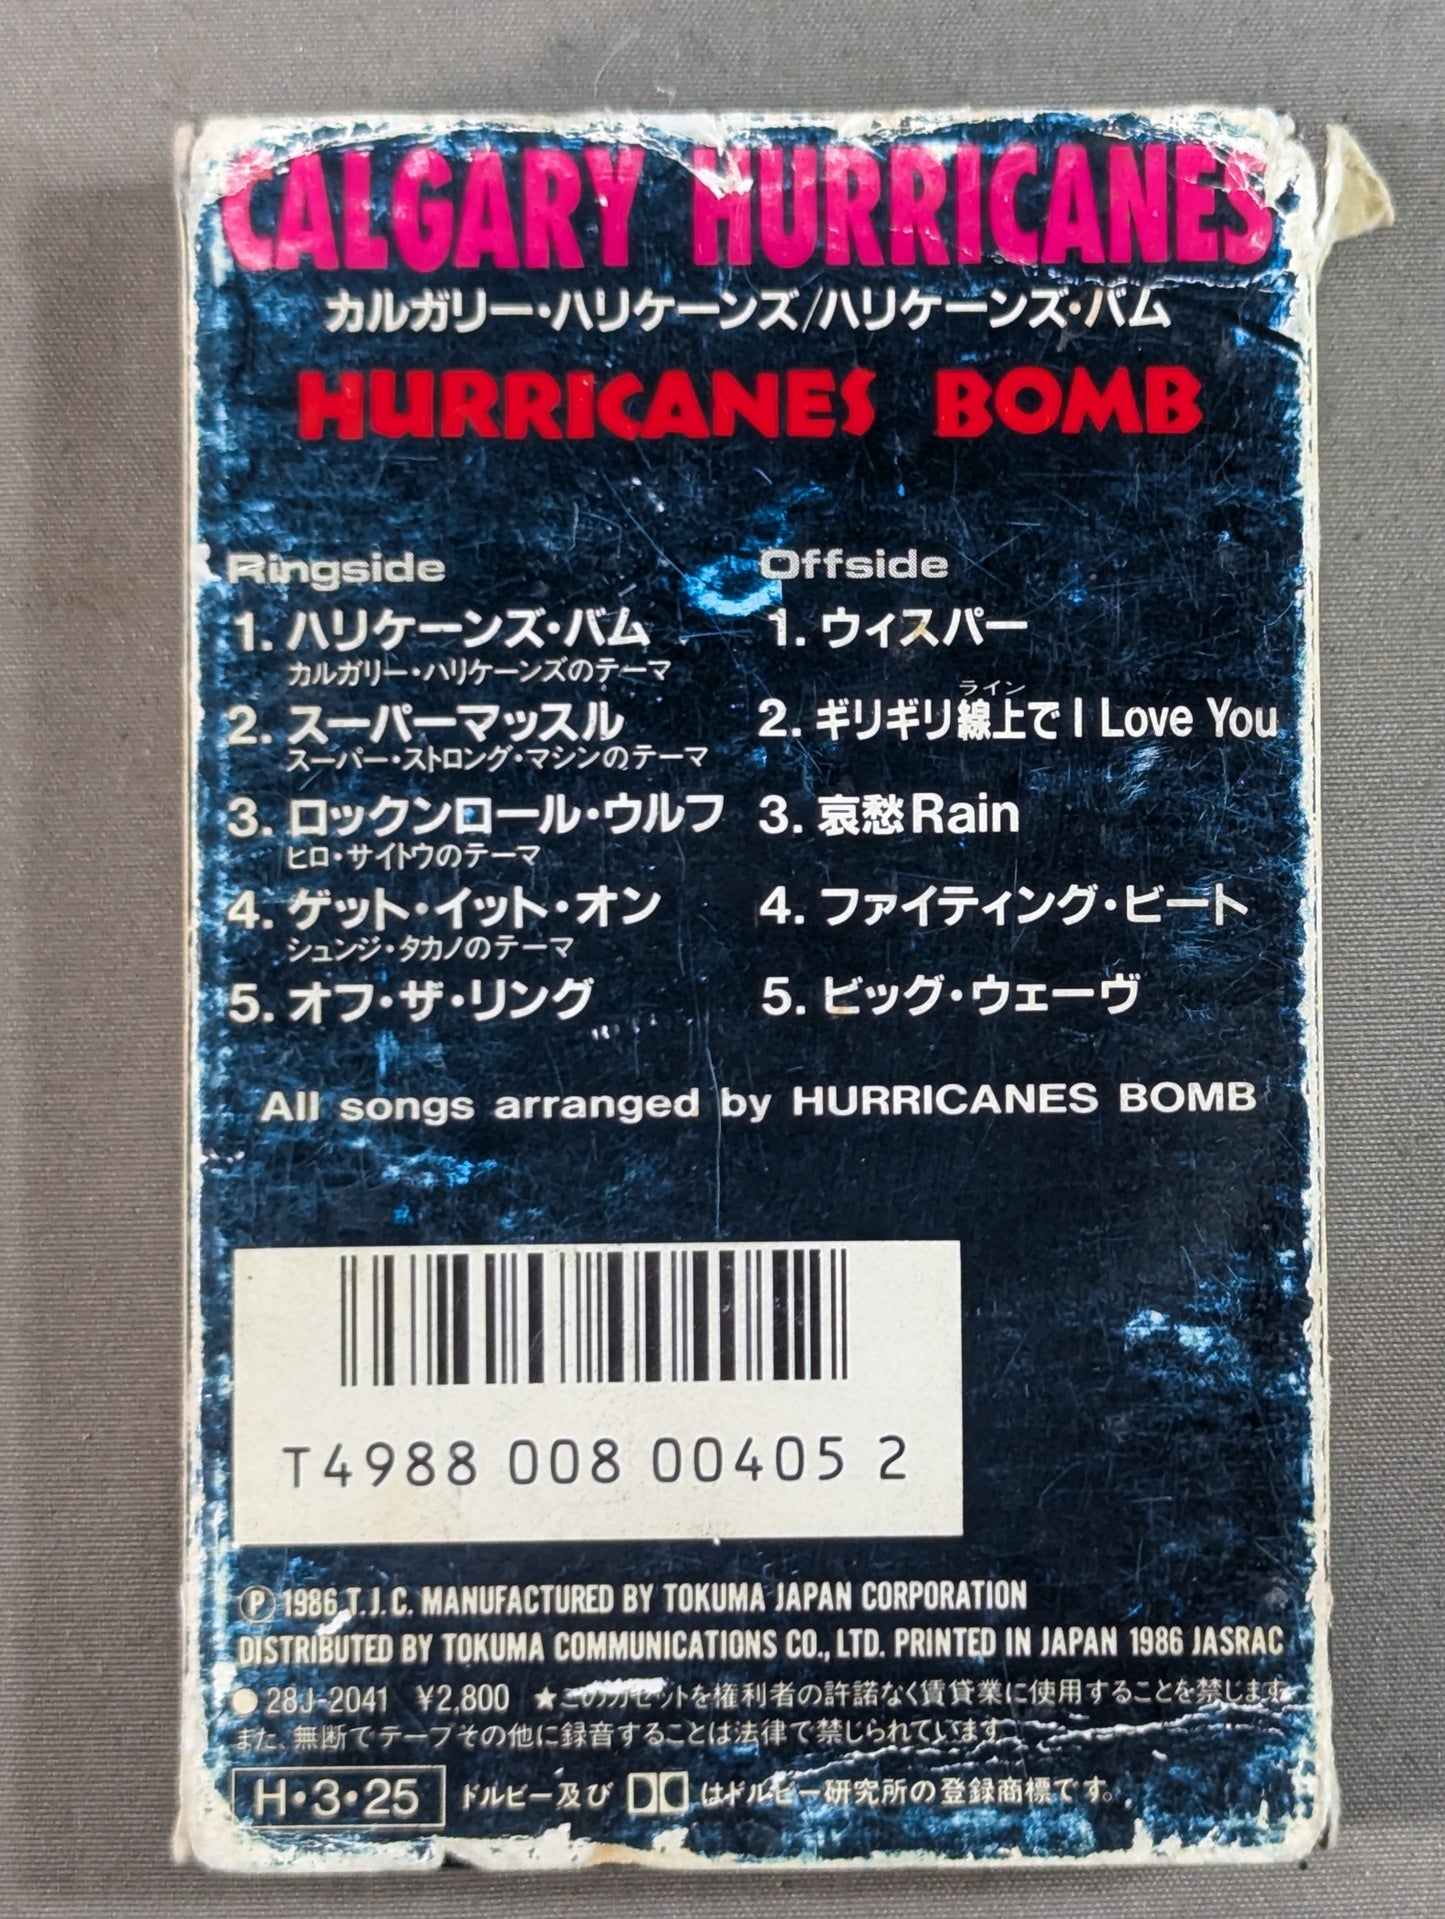 CALGARY HURRICANES
カルガリー・ハリケーンズ/ハリケーンズ・バム
HURRICANES BOMB
Ringside
1. ハリケーンズ・バム
カルガリー・ハリケーンズのテーマ
2. スーパーマッスル
スーパー・ストロング・マシンのテーマ
3. ロックンロール・ウルフ
ヒロ・サイトウのテーマ
4. ゲット・イット・オン
シュンジ・タカノのテーマ
5. オフ・ザ・リング
Offside
1. ウィスパー
ライン
2. ギリギリ線上で I Love You
3. 哀愁Rain
4. ファイティング・ビート
5. ビッグ・ウェーヴ
All songs arranged by HURRICANES BOMB
T4988 008 00405 2
Ⓟ 1986 T.J.C. MANUFACTURED BY TOKUMA JAPAN CORPORATION
DISTRIBUTED BY TOKUMA COMMUNICATIONS CO., LTD. PRINTED IN JAPAN 1986 JASRAC
●28J-2041 ¥2,800 ★このカセットを権利者の許諾なく賃貸業に使用することを禁じます。
また、無断でテープその他に録音することは法律で禁じられています。
H・3・25 ドルビー及び はドルビー研究所の登録商標です。